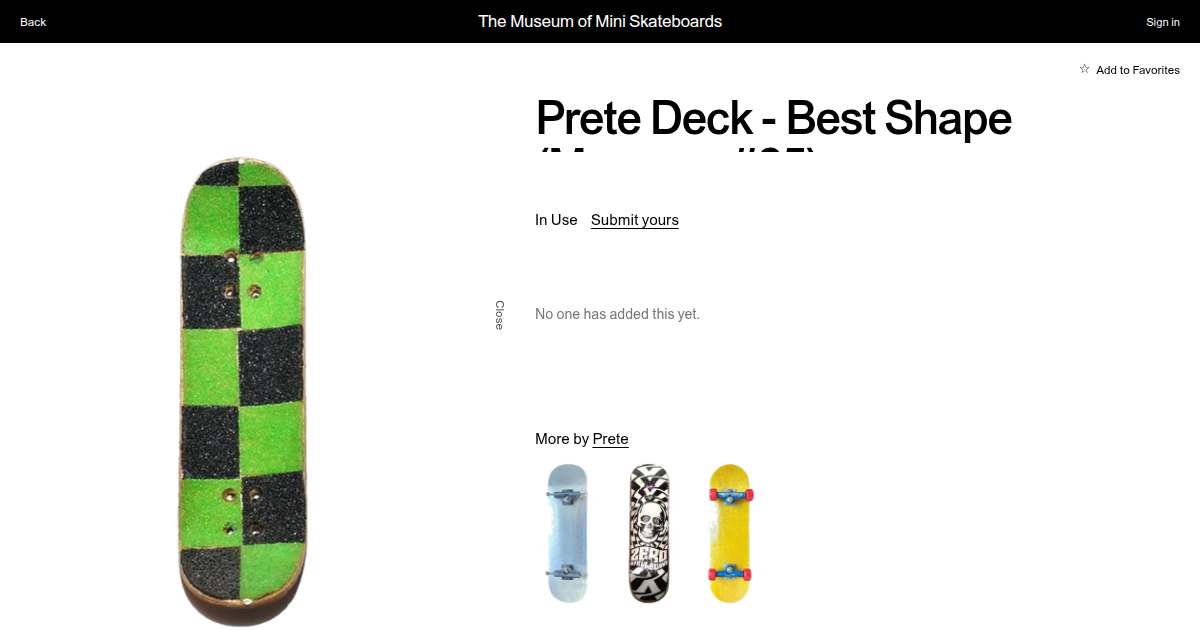 Back
The Museum of Mini Skateboards
Sign in
☆ Add to Favorites
Prete Deck - Best Shape
In Use Submit yours
Close
No one has added this yet.
More by Prete
ZERO